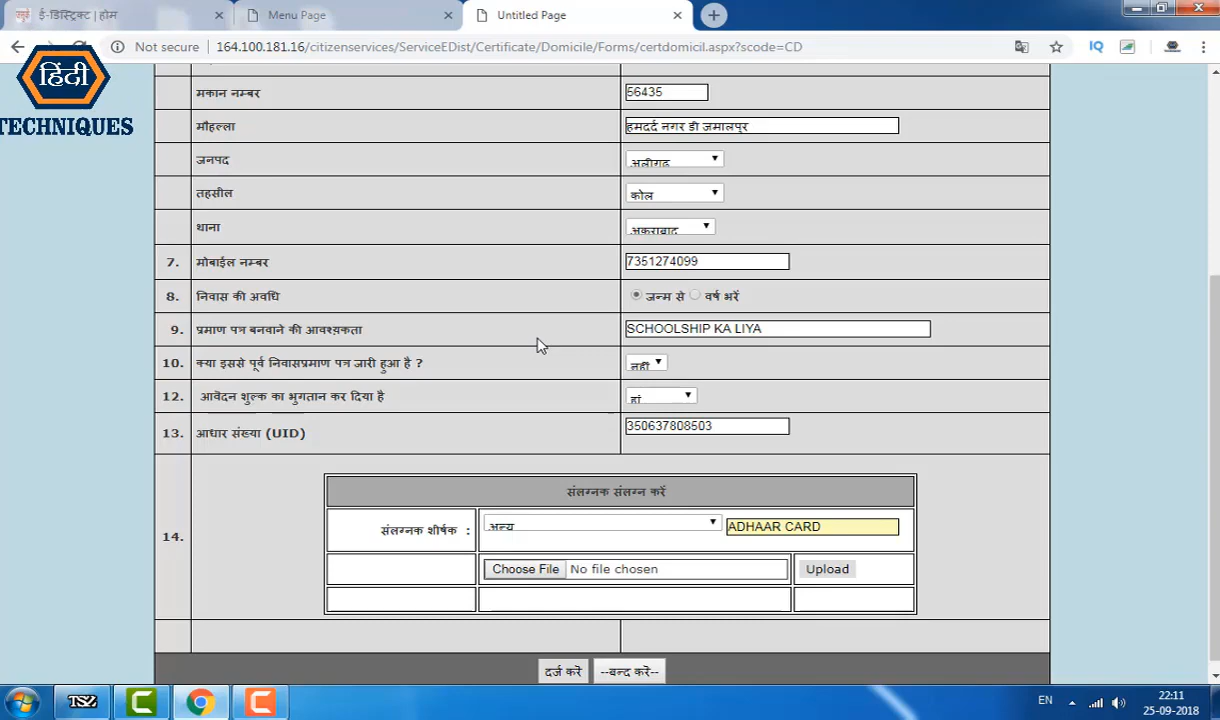 ई-डिस्ट्रिक्ट | होम
Menu Page
Untitled Page
Not secure
164.100.181.16/citizenservices/ServiceEDist/Certificate/Domicile/Forms/certdomicil.aspx?scode=CD
IQ
हिंदी
TECHNIQUES
मकान नम्बर
56435
मौहल्ला
हमदर्द नगर डी जमालपुर
जनपद
अलीगढ़
तहसील
कोल
थाना
अकराबाद
7.
मोबाईल नम्बर
7351274099
8.
निवास की अवधि
जन्म से
वर्ष भरें
9.
प्रमाण पत्र बनवाने की आवश्यकता
SCHOOLSHIP KA LIYA
10.
क्या इससे पूर्व निवासप्रमाण पत्र जारी हुआ है ?
नहीं
12.
आवेदन शुल्क का भुगतान कर दिया है
हां
13.
आधार संख्या (UID)
350637808503
14.
संलग्नक संलग्न करें
संलग्नक शीर्षक :
अन्य
ADHAAR CARD
Choose File
No file chosen
Upload
दर्ज करें
--बन्द करें--
TSZ
EN
22:11
25-09-2018